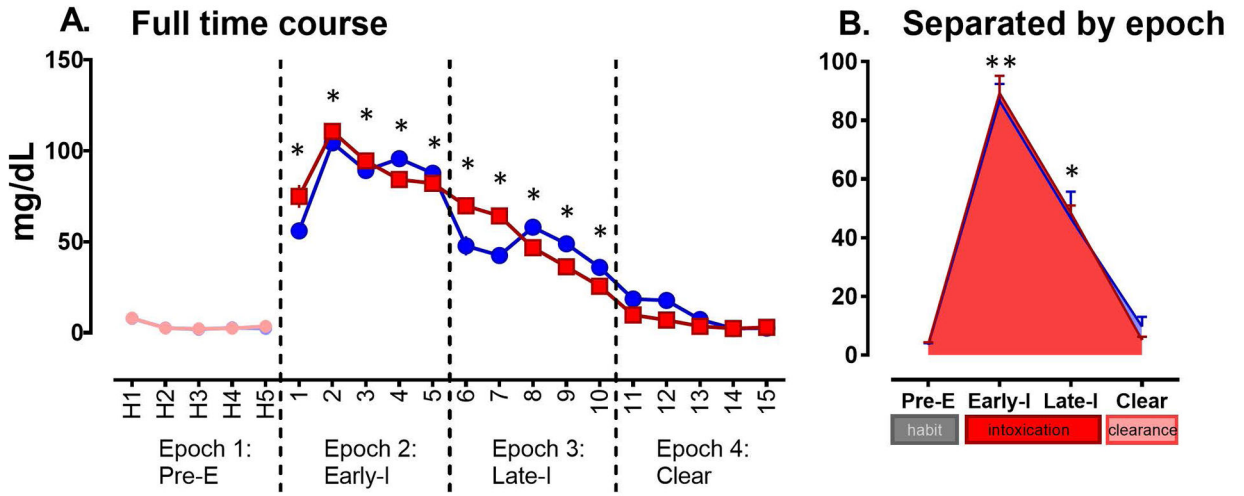 A. Full time course
mg/dL
150
100
50
0
* * * * * * * * * *
H1 H2 H3 H4 H5 1 2 3 4 5 6 7 8 9 10 11 12 13 14 15
Epoch 1:
Pre-E
Epoch 2:
Early-I
Epoch 3:
Late-I
Epoch 4:
Clear
B. Separated by epoch
100
80
60
40
20
0
**
*
Pre-E Early-I Late-I Clear
habit intoxication clearance